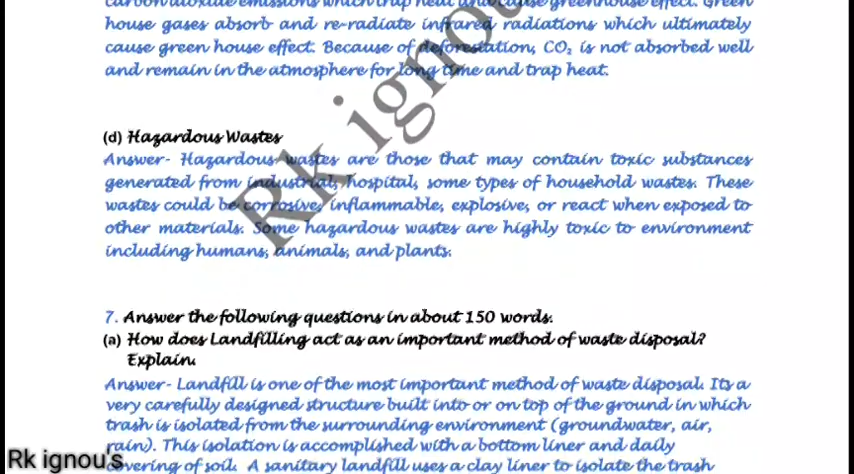 carbon dioxide emissions which trap heat and cause greenhouse effect. Green
house gases absorb and re-radiate infrared radiations which ultimately
cause green house effect. Because of deforestation, CO₂ is not absorbed well
and remain in the atmosphere for long time and trap heat.
(d) Hazardous Wastes
Answer- Hazardous wastes are those that may contain toxic substances
generated from industrial, hospital, some types of household wastes. These
wastes could be corrosive, inflammable, explosive, or react when exposed to
other materials. Some hazardous wastes are highly toxic to environment
including humans, animals, and plants.
7. Answer the following questions in about 150 words.
(a) How does Landfilling act as an important method of waste disposal?
Explain.
Answer- Landfill is one of the most important method of waste disposal. Its a
very carefully designed structure built into or on top of the ground in which
trash is isolated from the surrounding environment (groundwater, air,
rain). This isolation is accomplished with a bottom liner and daily
covering of soil. A sanitary landfill uses a clay liner to isolate the trash
Rk ignou's
Rk igno